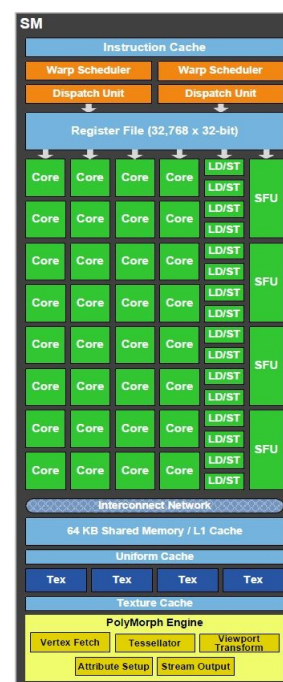 SM
Instruction Cache
Warp Scheduler Warp Scheduler
Dispatch Unit Dispatch Unit
Register File (32,768 x 32-bit)
Core Core Core Core LD/ST LD/ST SFU
Core Core Core Core LD/ST LD/ST
Core Core Core Core LD/ST LD/ST SFU
Core Core Core Core LD/ST LD/ST
Core Core Core Core LD/ST LD/ST SFU
Core Core Core Core LD/ST LD/ST
Core Core Core Core LD/ST LD/ST SFU
Core Core Core Core LD/ST LD/ST
Interconnect Network
64 KB Shared Memory / L1 Cache
Uniform Cache
Tex Tex Tex Tex
Texture Cache
PolyMorph Engine
Vertex Fetch Tessellator Viewport Transform
Attribute Setup Stream Output